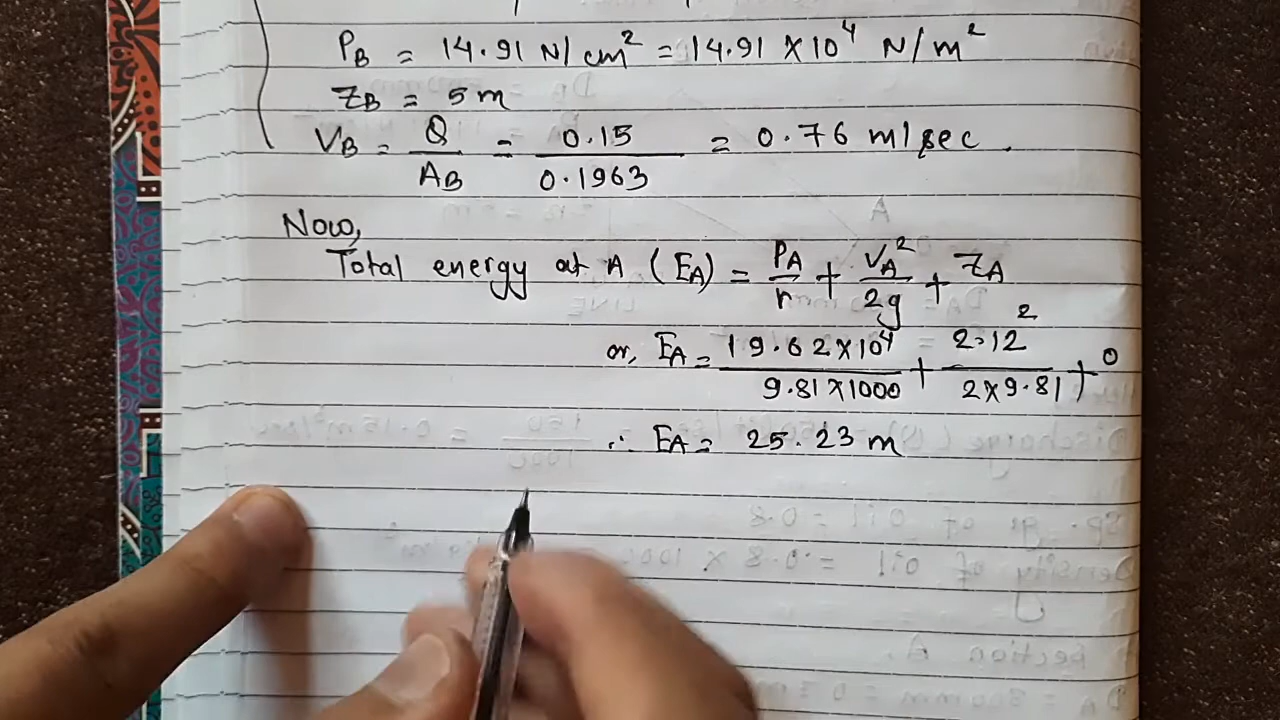 P_B = 14.91 N/cm² = 14.91 × 10⁴ N/m²
Z_B = 5 m
V_B = Q/A_B = 0.15/0.1963 = 0.76 m/sec.
Now,
Total energy at A (E_A) = P_A/r + V_A²/2g + Z_A
or, E_A = 19.62×10⁴/9.81×1000 + 2.12²/2×9.81 + 0
∴ E_A = 25.23 m